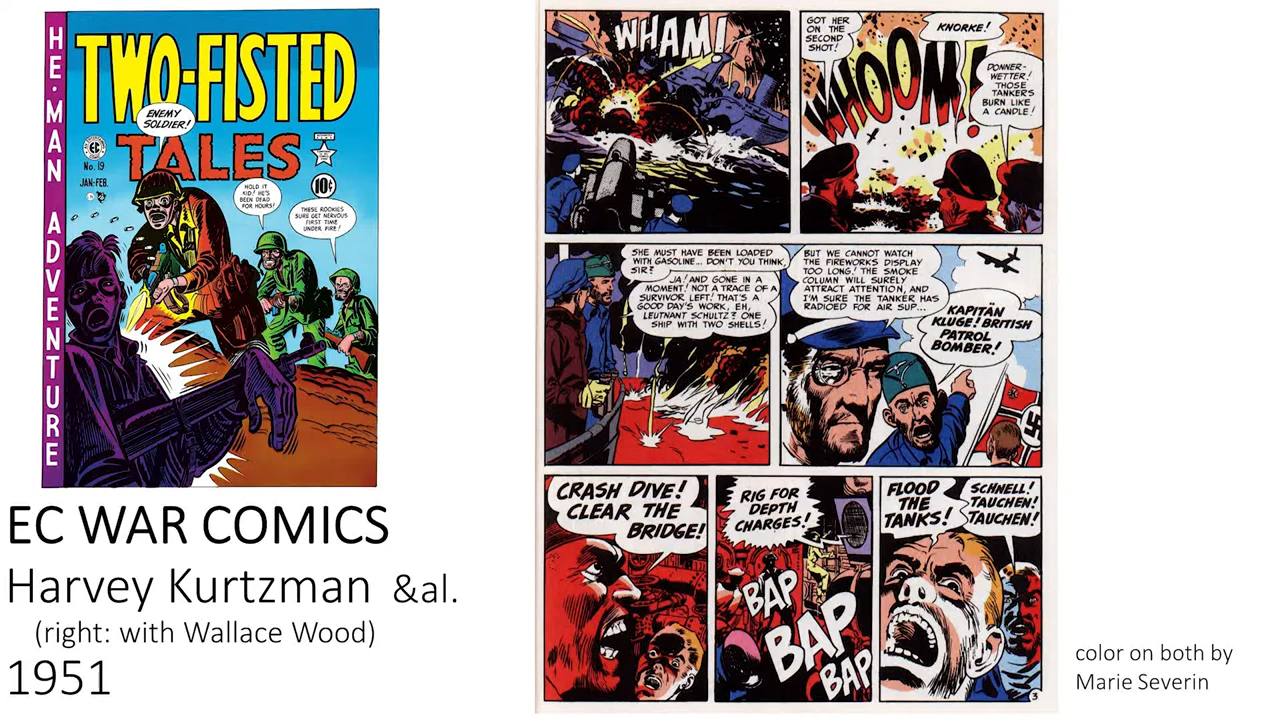 HE-MAN ADVENTURE
TWO-FISTED
TALES
ENEMY
SOLDIER!
EC
No. 19
JAN.-FEB.
10¢
HOLD IT
KID! HE'S
BEEN DEAD
FOR HOURS!
THESE ROOKIES
SURE GET NERVOUS
FIRST TIME
UNDER FIRE!
EC WAR COMICS
Harvey Kurtzman &al.
(right: with Wallace Wood)
1951
WHAM!
GOT HER
ON THE
SECOND
SHOT!
KNORKE!
WHOOM!
DONNER-
WETTER!
THOSE
TANKERS
BURN LIKE
A CANDLE!
SHE MUST HAVE BEEN LOADED
WITH GASOLINE... DON'T YOU THINK,
SIR?
JA! AND GONE IN A
MOMENT! NOT A TRACE OF A
SURVIVOR LEFT! THAT'S A
GOOD DAY'S WORK, EH,
LEUTNANT SCHULTZ? ONE
SHIP WITH TWO SHELLS!
BUT WE CANNOT WATCH
THE FIREWORKS DISPLAY
TOO LONG! THE SMOKE
COLUMN WILL SURELY
ATTRACT ATTENTION, AND
I'M SURE THE TANKER HAS
RADIOED FOR AIR SUP...
KAPITÄN
KLUGE! BRITISH
PATROL
BOMBER!
CRASH DIVE!
CLEAR THE
BRIDGE!
RIG FOR
DEPTH
CHARGES!
BAP
BAP
BAP
FLOOD
THE
TANKS!
SCHNELL!
TAUCHEN!
TAUCHEN!
3
color on both by
Marie Severin